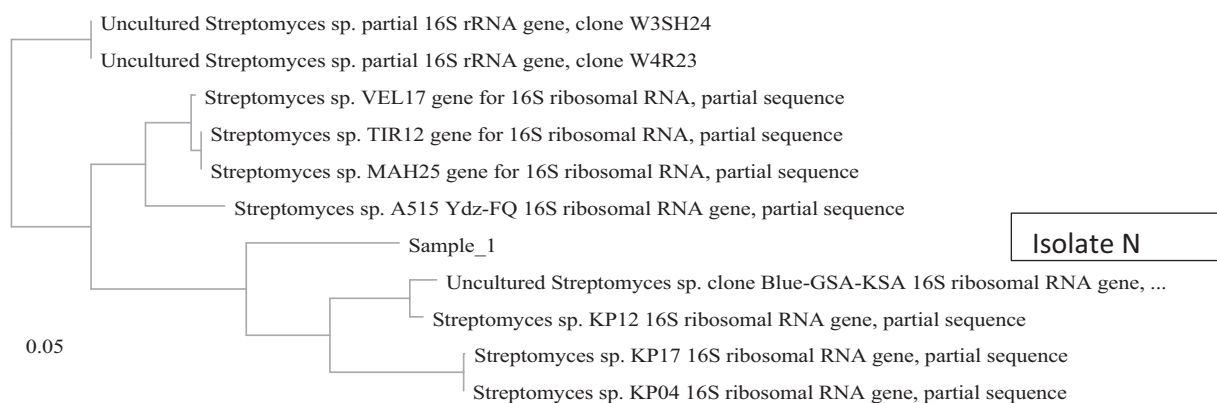 Uncultured Streptomyces sp. partial 16S rRNA gene, clone W3SH24
Uncultured Streptomyces sp. partial 16S rRNA gene, clone W4R23
Streptomyces sp. VEL17 gene for 16S ribosomal RNA, partial sequence
Streptomyces sp. TIR12 gene for 16S ribosomal RNA, partial sequence
Streptomyces sp. MAH25 gene for 16S ribosomal RNA, partial sequence
Streptomyces sp. A515 Ydz-FQ 16S ribosomal RNA gene, partial sequence
Sample_1
Isolate N
Uncultured Streptomyces sp. clone Blue-GSA-KSA 16S ribosomal RNA gene, ...
Streptomyces sp. KP12 16S ribosomal RNA gene, partial sequence
0.05
Streptomyces sp. KP17 16S ribosomal RNA gene, partial sequence
Streptomyces sp. KP04 16S ribosomal RNA gene, partial sequence